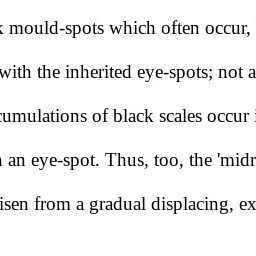 mould-spots which often occur,
with the inherited eye-spots; not a
cumulations of black scales occur
an eye-spot. Thus, too, the 'midr
isen from a gradual displacing, ex